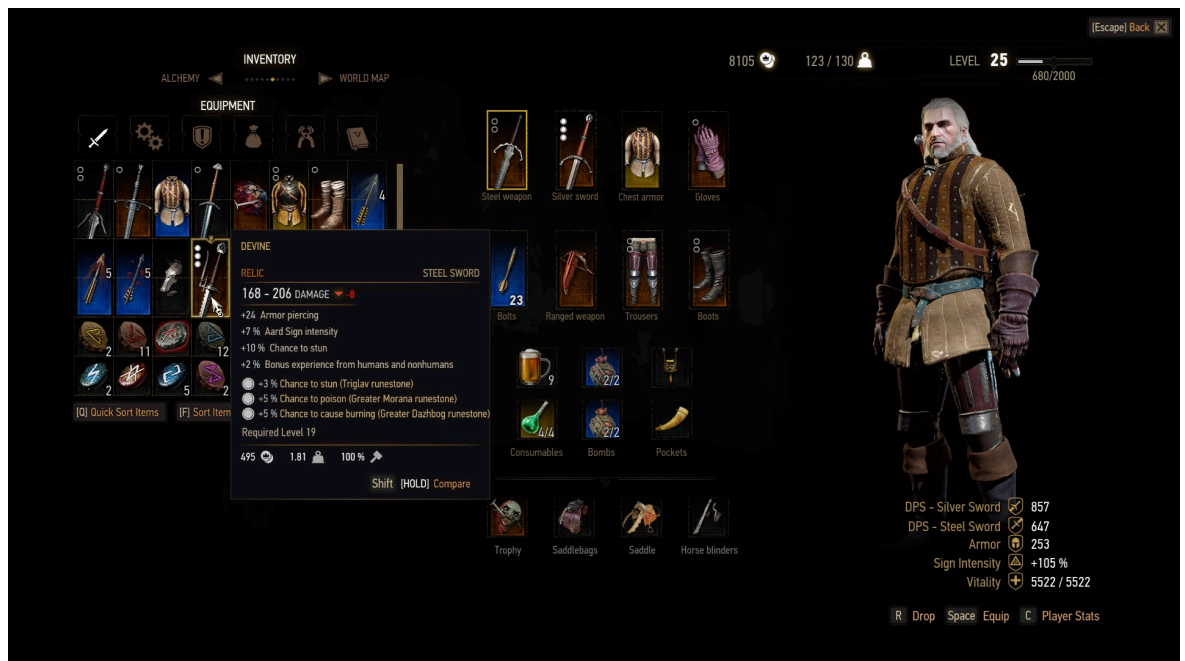 [Escape] Back
INVENTORY
8105
123 / 130
LEVEL 25
680/2000
ALCHEMY
WORLD MAP
EQUIPMENT
4
Steel weapon
Silver sword
Chest armor
Gloves
5
5
DEVINE
RELIC
STEEL SWORD
168 - 206 DAMAGE -8
+24 Armor piercing
+7 % Aard Sign intensity
+10 % Chance to stun
+2 % Bonus experience from humans and nonhumans
+3 % Chance to stun (Triglav runestone)
+5 % Chance to poison (Greater Morana runestone)
+5 % Chance to cause burning (Greater Dazhbog runestone)
Required Level 19
495
1.81
100 %
Shift [HOLD] Compare
2
11
12
2
5
2
[Q] Quick Sort Items
[F] Sort Item
23
Bolts
Ranged weapon
Trousers
Boots
9
2/2
4/4
2/2
Consumables
Bombs
Pockets
Trophy
Saddlebags
Saddle
Horse blinders
DPS - Silver Sword 857
DPS - Steel Sword 647
Armor 253
Sign Intensity +105 %
Vitality 5522 / 5522
R Drop Space Equip C Player Stats